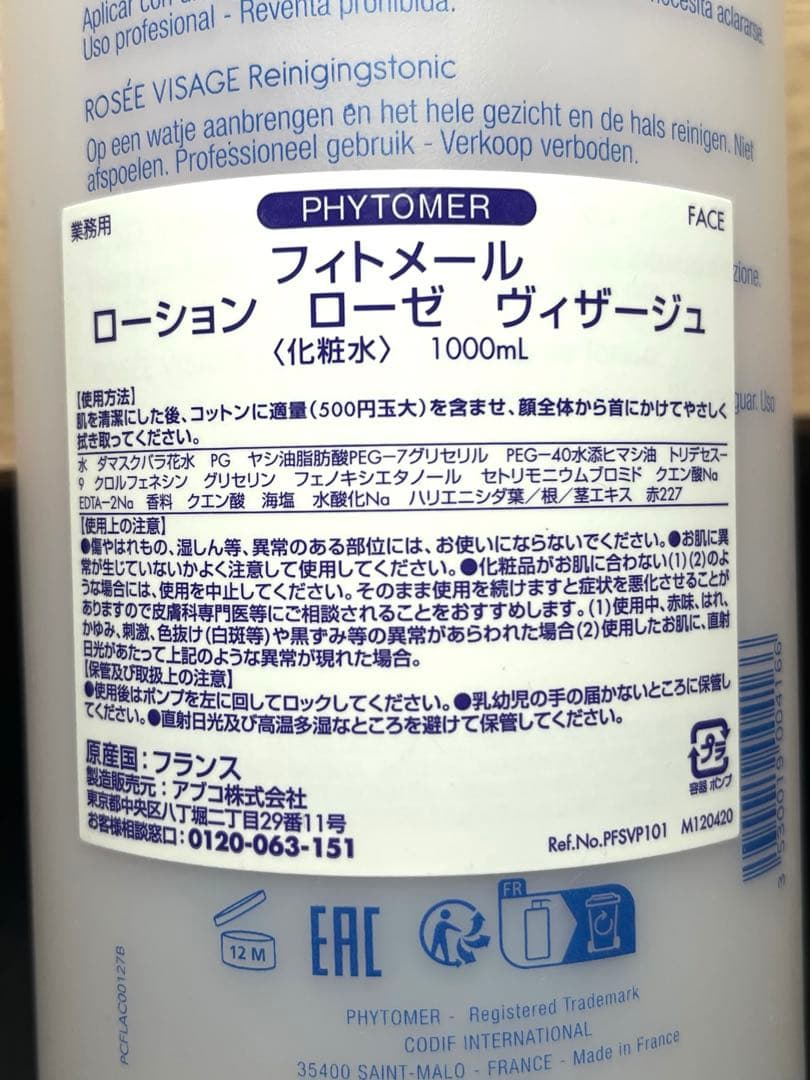 Aplicar con
necesita aclararse.
Uso profesional - Reventa prohibida.
ROSÉE VISAGE Reinigingstonic
Op een watje aanbrengen en het hele gezicht en de hals reinigen. Niet
afspoelen. Professioneel gebruik - Verkoop verboden.
業務用
PHYTOMER
FACE
フィトメール
ローション ローゼ ヴィザージュ
〈化粧水〉 1000mL
【使用方法】
肌を清潔にした後、コットンに適量(500円玉大)を含ませ、顔全体から首にかけてやさしく
拭き取ってください。
水 ダマスクバラ花水 PG ヤシ油脂肪酸PEG-7グリセリル PEG-40水添ヒマシ油 トリデセス-
9 クロルフェネシン グリセリン フェノキシエタノール セトリモニウムブロミド クエン酸Na
EDTA-2Na 香料 クエン酸 海塩 水酸化Na ハリエニシダ葉/根/茎エキス 赤227
【使用上の注意】
●傷やはれもの、湿しん等、異常のある部位には、お使いにならないでください。●お肌に異
常が生じていないかよく注意して使用してください。●化粧品がお肌に合わない(1)(2)のよ
うな場合には、使用を中止してください。そのまま使用を続けますと症状を悪化させることが
ありますので皮膚科専門医等にご相談されることをおすすめします。(1)使用中、赤味、はれ、
かゆみ、刺激、色抜け(白斑等)や黒ずみ等の異常があらわれた場合(2)使用したお肌に、直射
日光があたって上記のような異常が現れた場合。
【保管及び取扱上の注意】
●使用後はポンプを左に回してロックしてください。●乳幼児の手の届かないところに保管し
てください。●直射日光及び高温多湿なところを避けて保管してください。
原産国:フランス
製造販売元:アブコ株式会社
東京都中央区八丁堀二丁目29番11号
お客様相談窓口:0120-063-151
プラ
容器 ポンプ
Ref.No.PFSVP101 M120420
zione.
guar. Uso
3 530019 004166
12 M
EAC
FR
PCFLAC00127B
PHYTOMER - Registered Trademark
CODIF INTERNATIONAL
35400 SAINT-MALO - FRANCE - Made in France